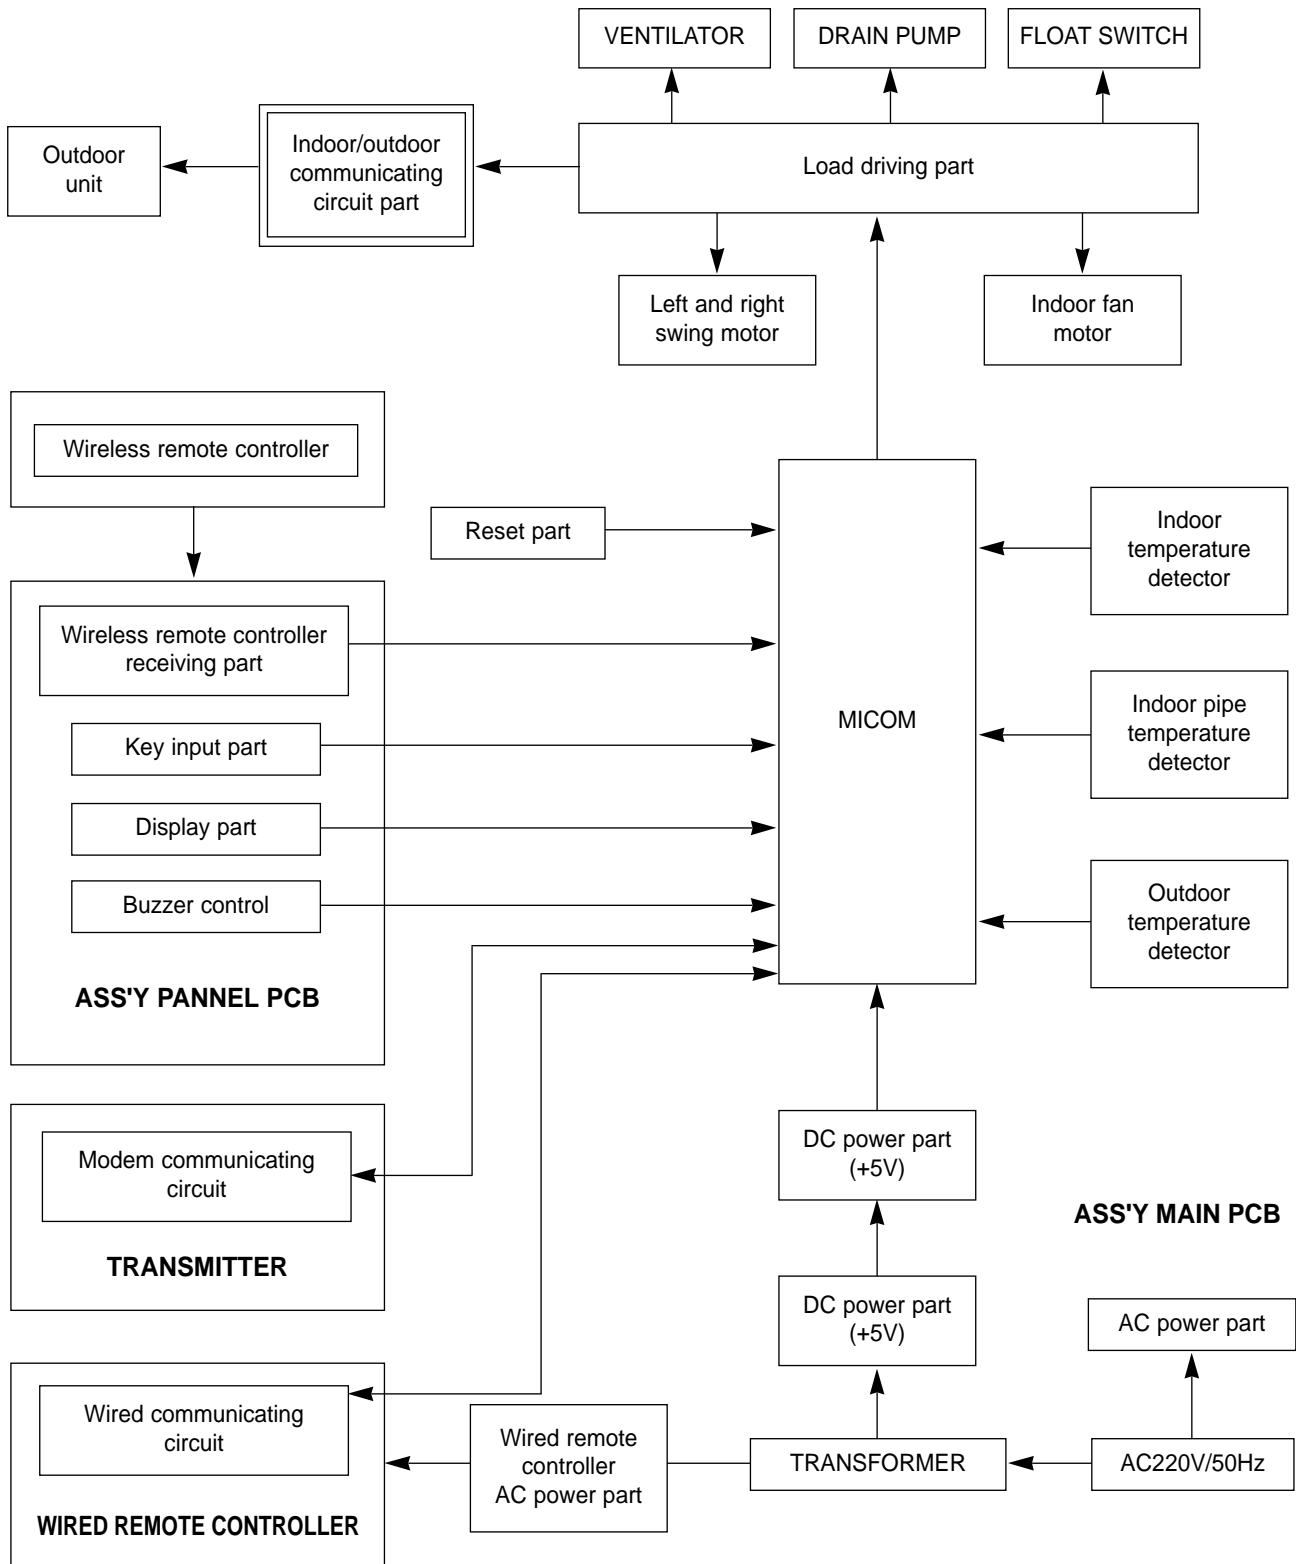 VENTILATOR
DRAIN PUMP
FLOAT SWITCH
Outdoor
unit
Indoor/outdoor
communicating
circuit part
Load driving part
Left and right
swing motor
Indoor fan
motor
Wireless remote controller
Reset part
Indoor
temperature
detector
Wireless remote controller
receiving part
Key input part
Display part
Buzzer control
ASS'Y PANNEL PCB
MICOM
Indoor pipe
temperature
detector
Outdoor
temperature
detector
Modem communicating
circuit
TRANSMITTER
DC power part
(+5V)
ASS'Y MAIN PCB
DC power part
(+5V)
AC power part
Wired communicating
circuit
WIRED REMOTE CONTROLLER
Wired remote
controller
AC power part
TRANSFORMER
AC220V/50Hz